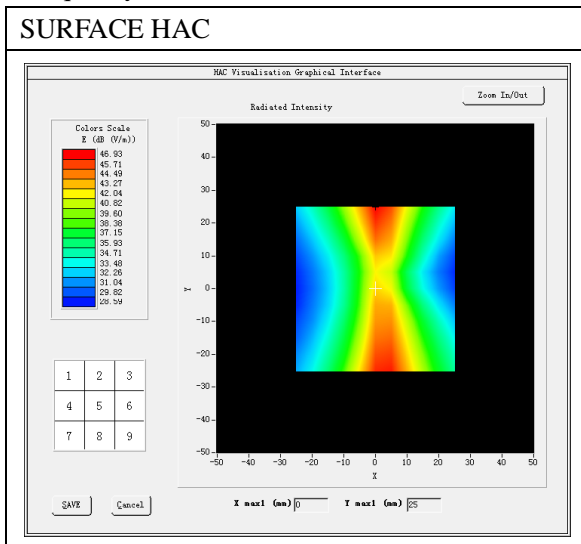 SURFACE HAC
HAC Visualisation Graphical Interface
Zoom In/Out
Radiated Intensity
Colors Scale
E (dB (V/m))
46.93
45.71
44.49
43.27
42.04
40.82
39.60
38.38
37.15
35.93
34.71
33.48
32.26
31.04
29.82
28.59
50
40
30
20
10
0
-10
-20
-30
-40
-50
Y
-50 -40 -30 -20 -10 0 10 20 30 40 50
X
1 2 3
4 5 6
7 8 9
SAVE Cancel
X max1 (mm) 0 Y max1 (mm) 25